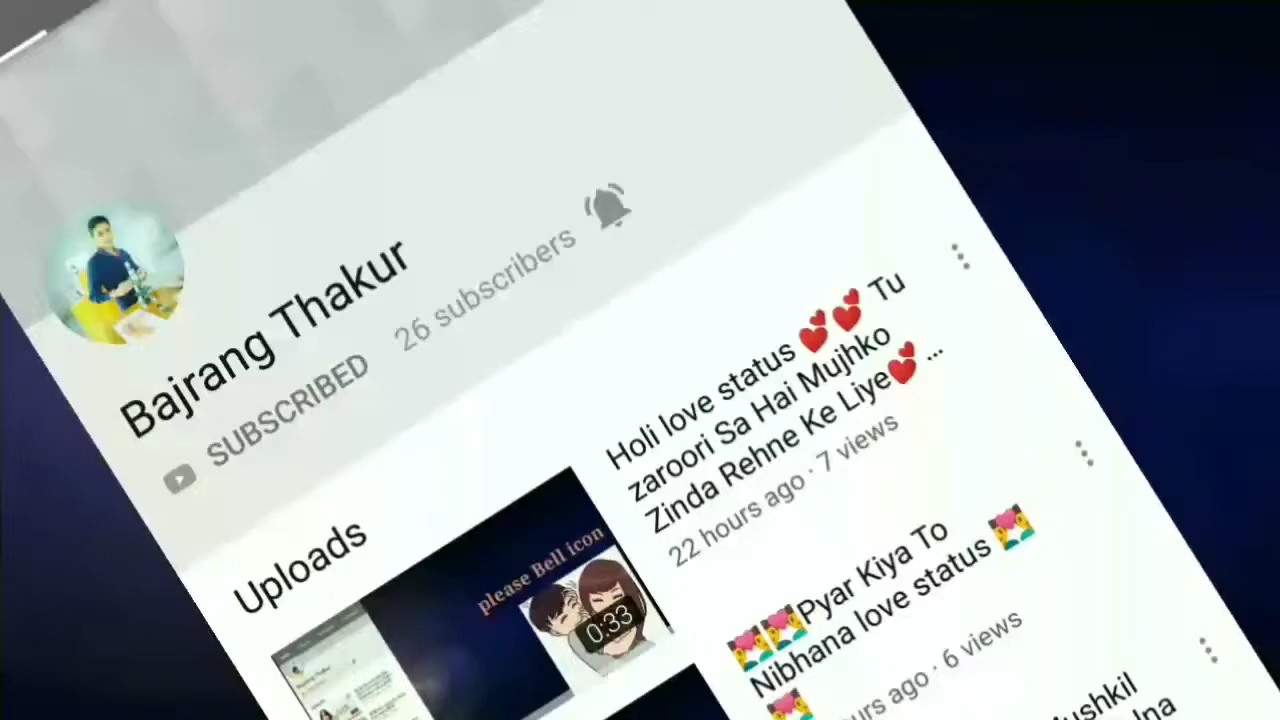 Bajrang Thakur
SUBSCRIBED 26 subscribers
Uploads
please Bell icon
0:33
Holi love status 💕💕 Tu
zaroori Sa Hai Mujhko
Zinda Rehne Ke Liye💕 ...
22 hours ago · 7 views
💑💑Pyar Kiya To
Nibhana love status 💑
💑
ago · 6 views